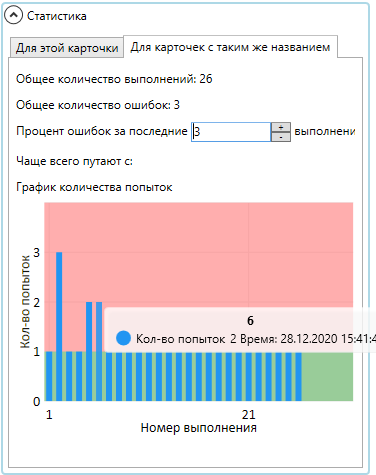 Статистика
Для этой карточки
Для карточек с таким же названием
Общее количество выполнений: 26
Общее количество ошибок: 3
Процент ошибок за последние 3 + - выполнени
Чаще всего путают с:
График количества попыток
Кол-во попыток
3
2
1
0
6
Кол-во попыток 2 Время: 28.12.2020 15:41:4
1
21
Номер выполнения